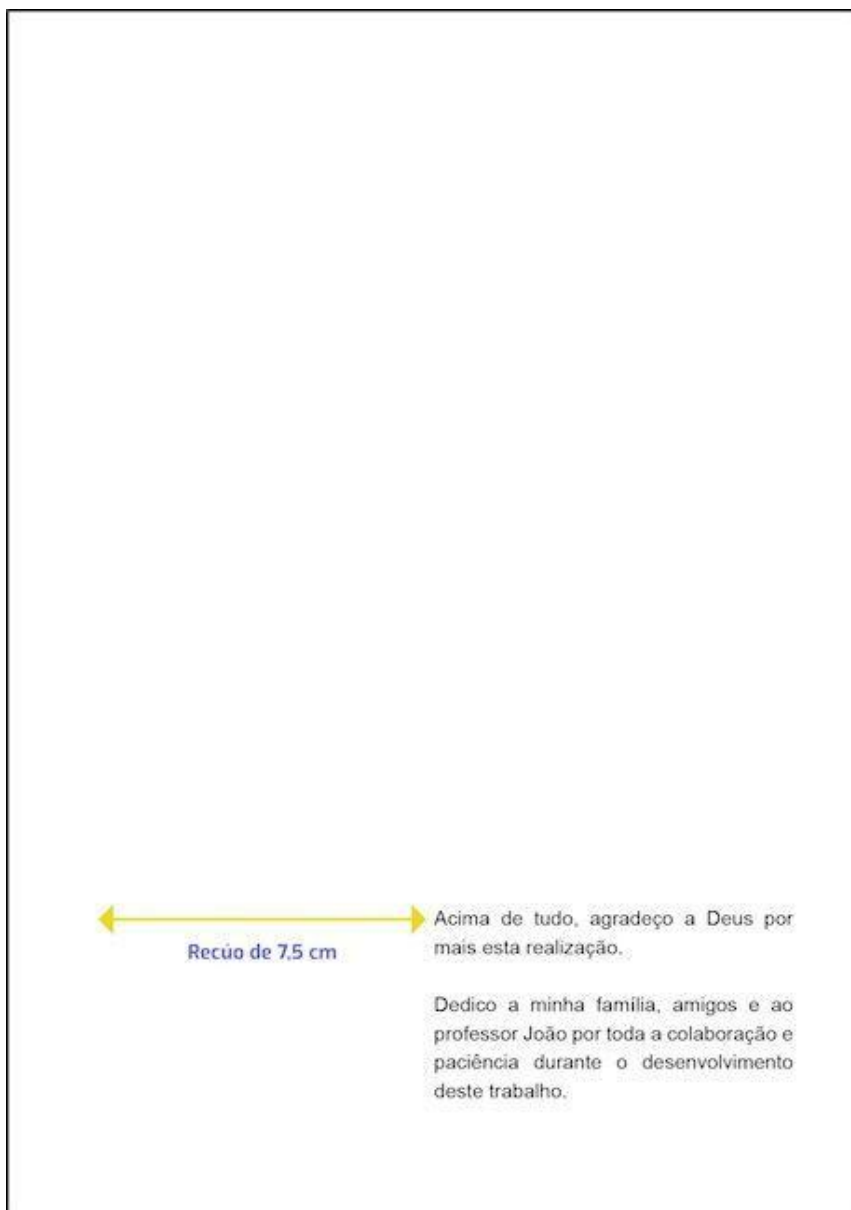 Acima de tudo, agradeço a Deus por
mais esta realização.
Recúo de 7,5 cm
Dedico a minha família, amigos e ao
professor João por toda a colaboração e
paciência durante o desenvolvimento
deste trabalho.